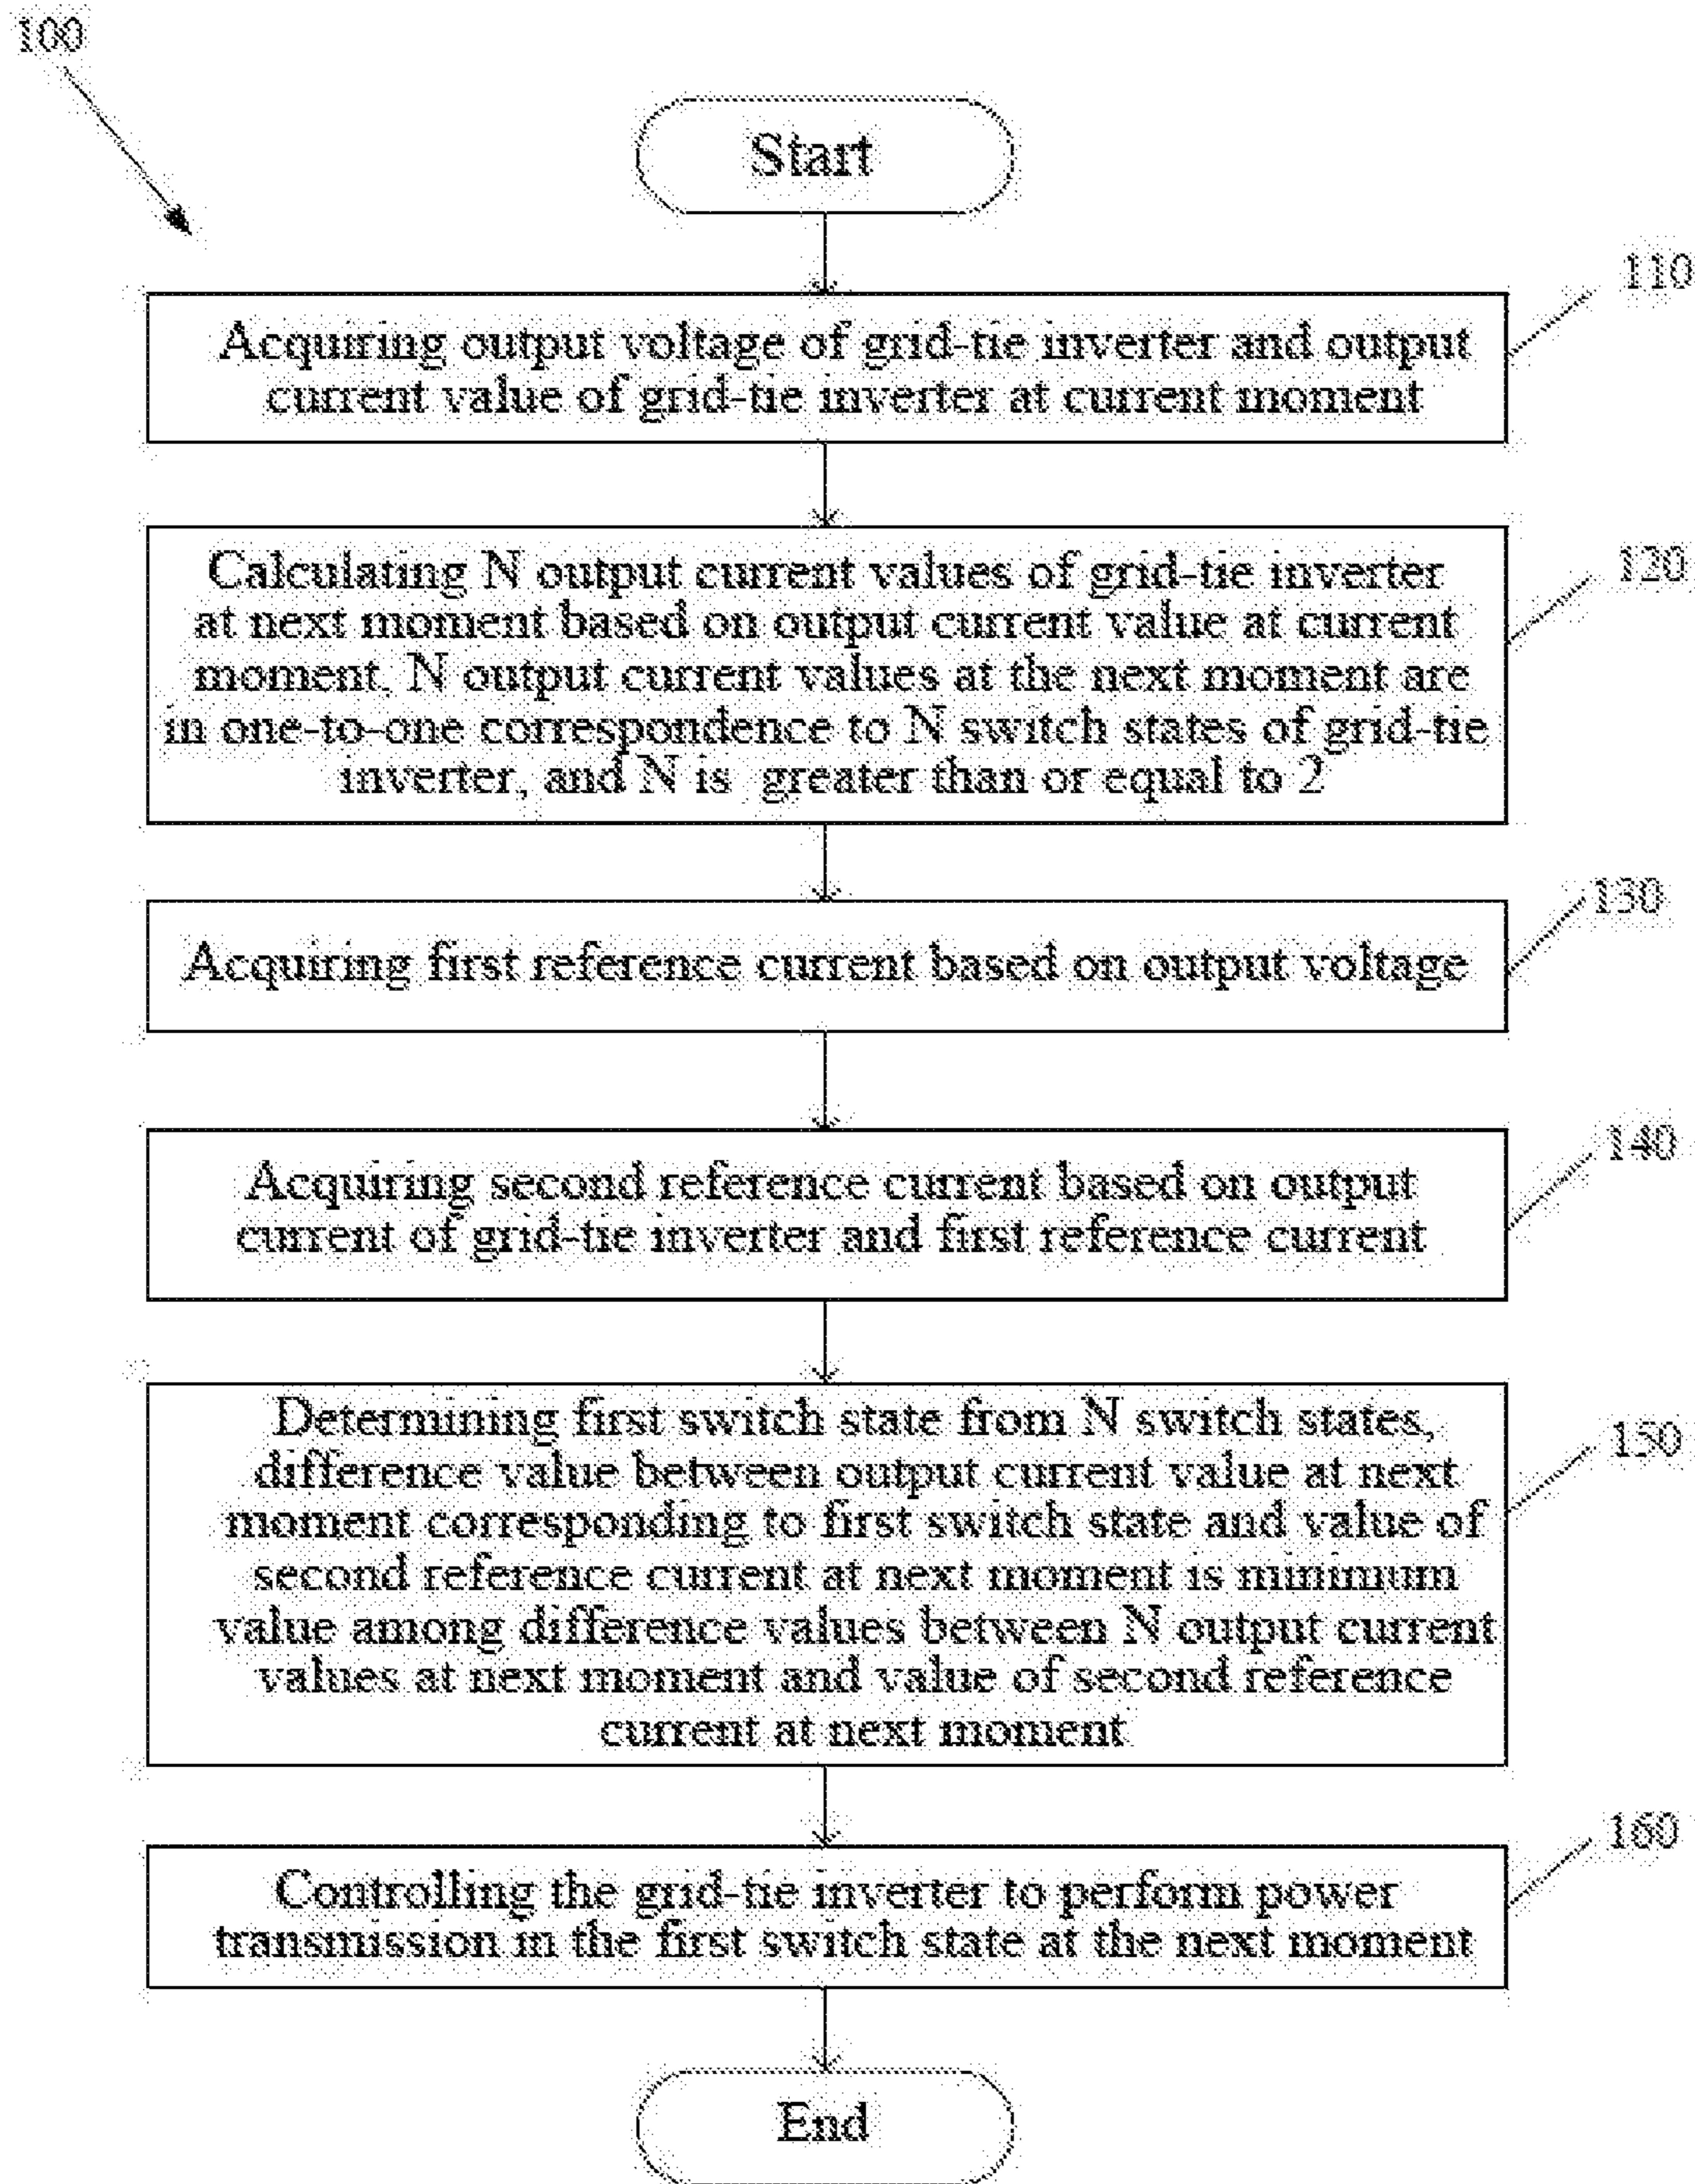 100
Start
110
Acquiring output voltage of grid-tie inverter and output
current value of grid-tie inverter at current moment
120
Calculating N output current values of grid-tie inverter
at next moment based on output current value at current
moment, N output current values at the next moment are
in one-to-one correspondence to N switch states of grid-tie
inverter, and N is greater than or equal to 2
130
Acquiring first reference current based on output voltage
140
Acquiring second reference current based on output
current of grid-tie inverter and first reference current
150
Determining first switch state from N switch states,
difference value between output current value at next
moment corresponding to first switch state and value of
second reference current at next moment is minimum
value among difference values between N output current
values at next moment and value of second reference
current at next moment
160
Controlling the grid-tie inverter to perform power
transmission in the first switch state at the next moment
End